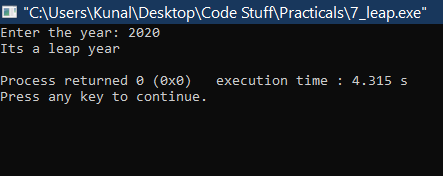 "C:\Users\Kunal\Desktop\Code Stuff\Practicals\7_leap.exe"
Enter the year: 2020
Its a leap year
Process returned 0 (0x0)   execution time : 4.315 s
Press any key to continue.